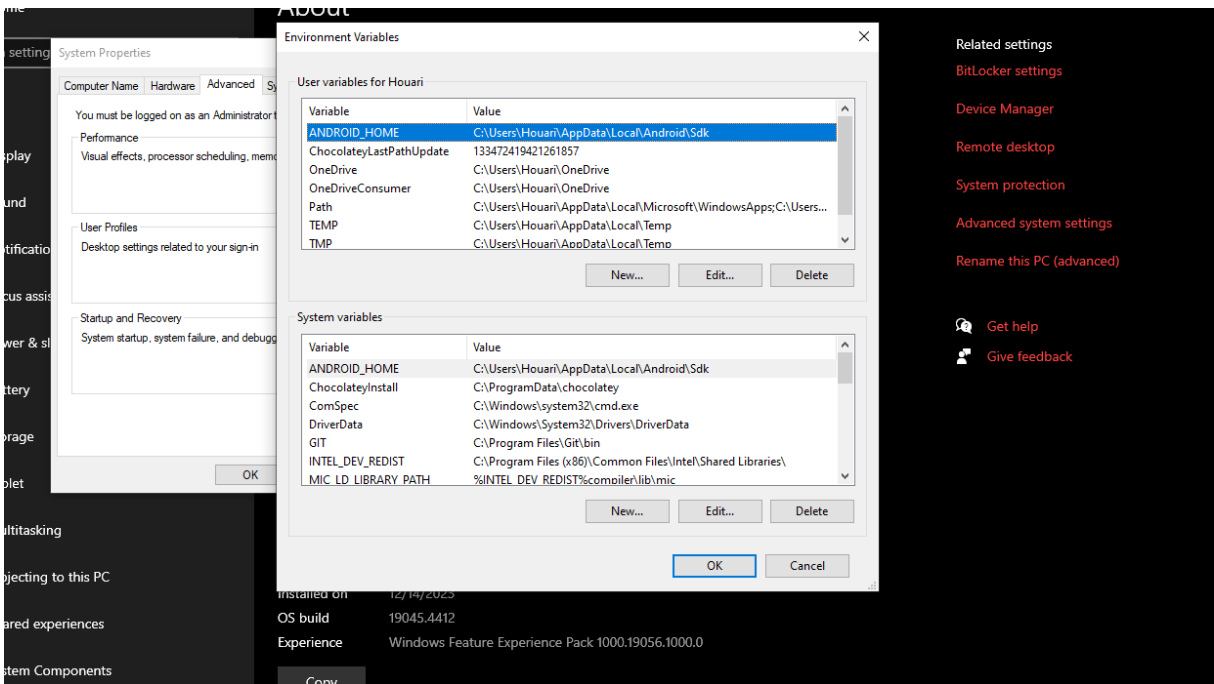 About
setting
splay
und
otificatio
cus assis
wer & sl
ttery
orage
blet
ultitasking
ojecting to this PC
ared experiences
stem Components
System Properties
Computer Name Hardware Advanced Sy
You must be logged on as an Administrator t
Performance
Visual effects, processor scheduling, memo
User Profiles
Desktop settings related to your sign-in
Startup and Recovery
System startup, system failure, and debugg
OK
Environment Variables
User variables for Houari
Variable Value
ANDROID_HOME C:\Users\Houari\AppData\Local\Android\Sdk
ChocolateyLastPathUpdate 133472419421261857
OneDrive C:\Users\Houari\OneDrive
OneDriveConsumer C:\Users\Houari\OneDrive
Path C:\Users\Houari\AppData\Local\Microsoft\WindowsApps;C:\Users...
TEMP C:\Users\Houari\AppData\Local\Temp
TMP C:\Users\Houari\AppData\Local\Temp
New... Edit... Delete
System variables
Variable Value
ANDROID_HOME C:\Users\Houari\AppData\Local\Android\Sdk
ChocolateyInstall C:\ProgramData\chocolatey
ComSpec C:\Windows\system32\cmd.exe
DriverData C:\Windows\System32\Drivers\DriverData
GIT C:\Program Files\Git\bin
INTEL_DEV_REDIST C:\Program Files (x86)\Common Files\Intel\Shared Libraries\
MIC_LD_LIBRARY_PATH %INTEL_DEV_REDIST%compiler\lib\mic
New... Edit... Delete
OK Cancel
Installed on 12/14/2023
OS build 19045.4412
Experience Windows Feature Experience Pack 1000.19056.1000.0
Copy
Related settings
BitLocker settings
Device Manager
Remote desktop
System protection
Advanced system settings
Rename this PC (advanced)
Get help
Give feedback